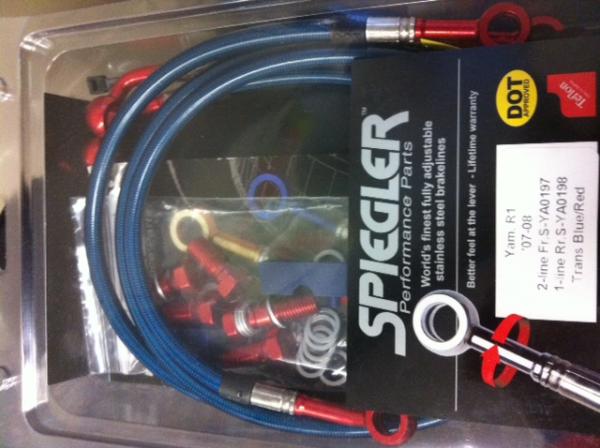 SPIEGLER™
Performance Parts
World's finest fully adjustable
stainless steel brakelines
Better feel at the lever - Lifetime warranty
DOT
APPROVED
Teflon
Yam. R1
'07-08
2-line Fr.S-YA0197
1-line Rr.S-YA0198
Trans Blue/Red